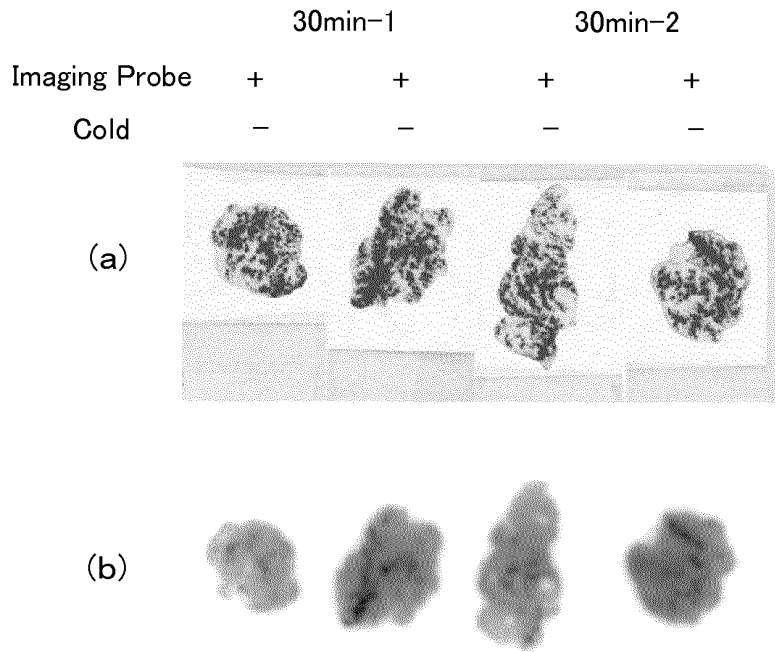 30min-1 30min-2
Imaging Probe + + + +
Cold - - - -
(a)
(b)